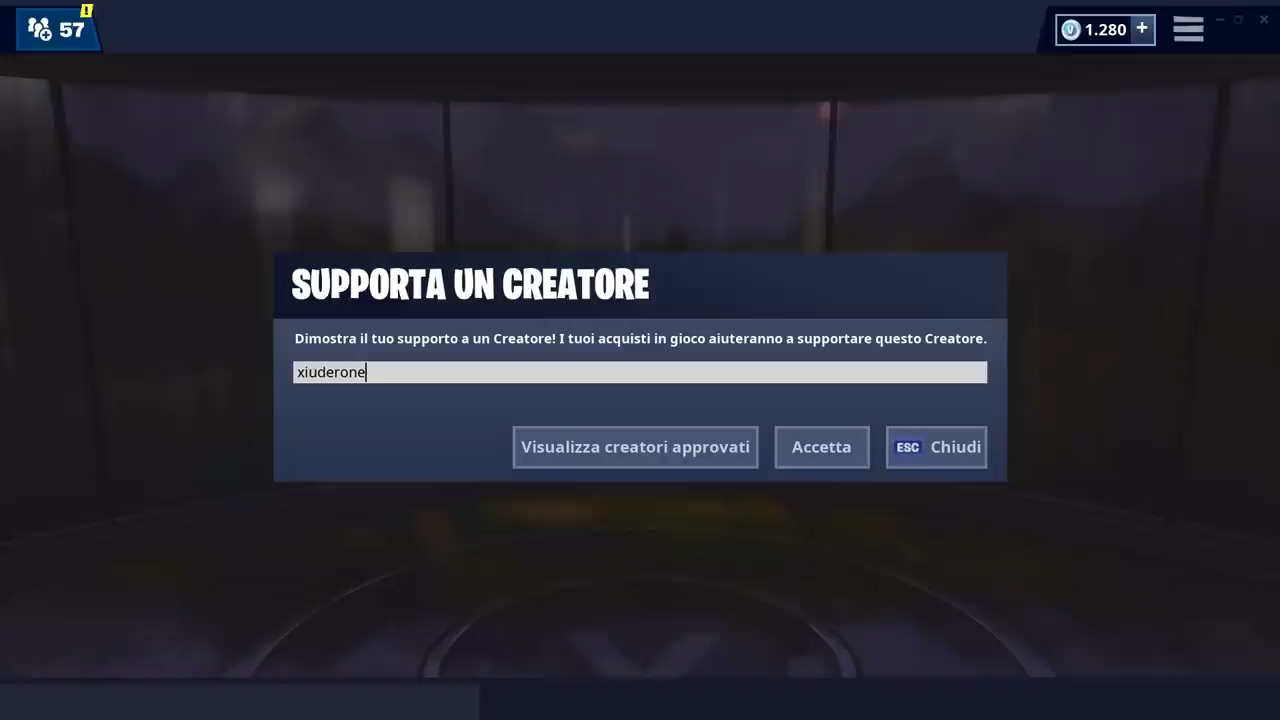 57
!
1.280 +
SUPPORTA UN CREATORE
Dimostra il tuo supporto a un Creatore! I tuoi acquisti in gioco aiuteranno a supportare questo Creatore.
xiuderone
Visualizza creatori approvati
Accetta
ESC Chiudi